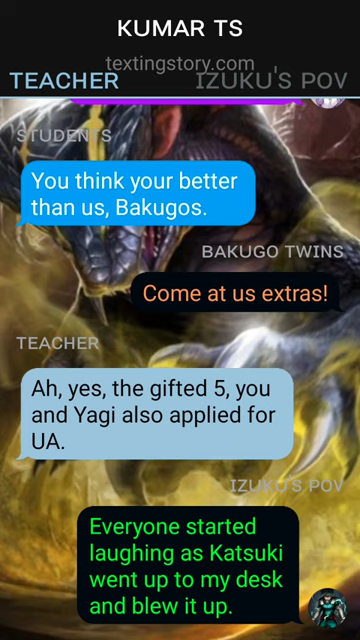 KUMAR TS
textingstory.com
TEACHER IZUKU'S POV
STUDENTS
You think your better
than us, Bakugos.
BAKUGO TWINS
Come at us extras!
TEACHER
Ah, yes, the gifted 5, you
and Yagi also applied for
UA.
IZUKU'S POV
Everyone started
laughing as Katsuki
went up to my desk
and blew it up.